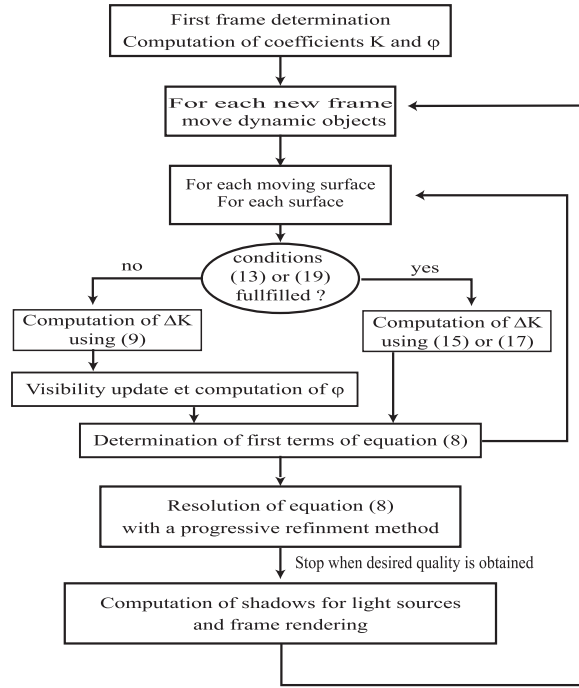 First frame determination
Computation of coefficients K and φ
For each new frame
move dynamic objects
For each moving surface
For each surface
conditions
(13) or (19)
fullfilled ?
no
yes
Computation of ΔK
using (9)
Computation of ΔK
using (15) or (17)
Visibility update et computation of φ
Determination of first terms of equation (8)
Resolution of equation (8)
with a progressive refinment method
Stop when desired quality is obtained
Computation of shadows for light sources
and frame rendering